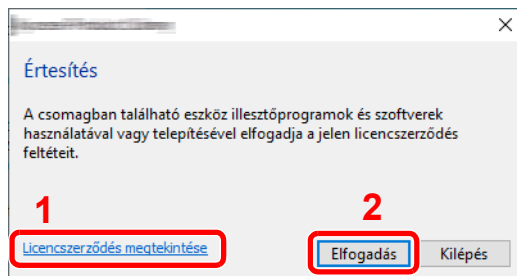 Értesítés
A csomagban található eszköz illesztőprogramok és szoftverek
használatával vagy telepítésével elfogadja a jelen licencszerződés
feltéteit.
1
2
Licencszerződés megtekintése
Elfogadás
Kilépés